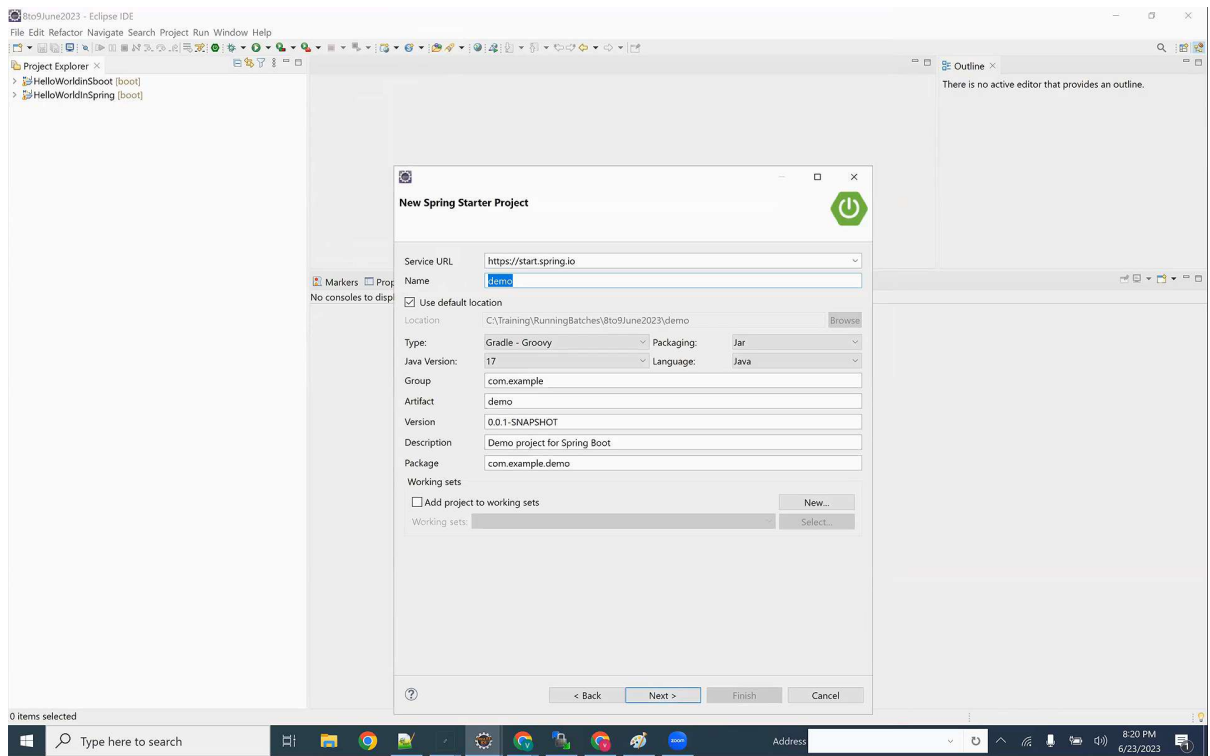 8to9June2023 - Eclipse IDE
File Edit Refactor Navigate Search Project Run Window Help
Project Explorer
HelloWorldinSboot [boot]
HelloWorldInSpring [boot]
Outline
There is no active editor that provides an outline.
New Spring Starter Project
Service URL https://start.spring.io
Markers Prop
Name demo
No consoles to displ
Use default location
Location C:\Training\RunningBatches\8to9June2023\demo Browse
Type: Gradle - Groovy Packaging: Jar
Java Version: 17 Language: Java
Group com.example
Artifact demo
Version 0.0.1-SNAPSHOT
Description Demo project for Spring Boot
Package com.example.demo
Working sets
Add project to working sets New...
Working sets: Select...
< Back Next > Finish Cancel
0 items selected
Type here to search
zoom
Address
8:20 PM
6/23/2023